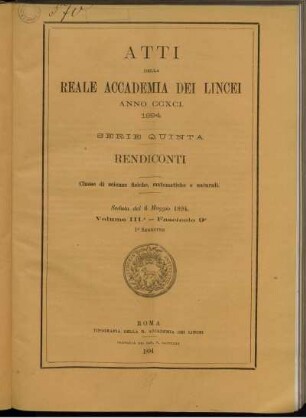 ATTI
DELLA
REALE ACCADEMIA DEI LINCEI
ANNO CCXCI.
1894
SERIE QUINTA
RENDICONTI
Classe di scienze fisiche, matematiche e naturali.
Seduta del 6 Maggio 1894.
Volume III.° — Fascicolo 9°
1° SEMESTRE
ROMA
TIPOGRAFIA DELLA R. ACCADEMIA DEI LINCEI
1894